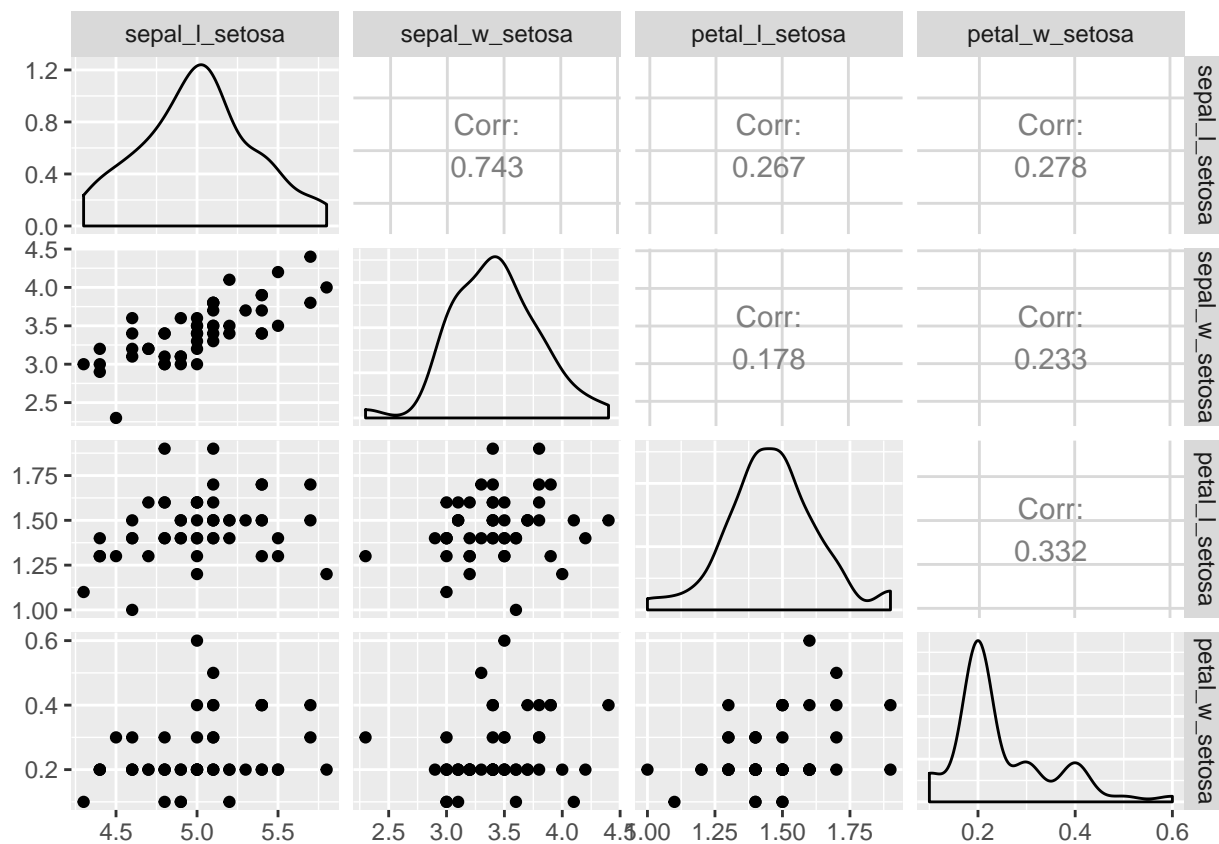 sepal_l_setosa sepal_w_setosa petal_l_setosa petal_w_setosa
1.2
0.8
0.4
0.0
Corr:
0.743
Corr:
0.267
Corr:
0.278
sepal_l_setosa
4.5
4.0
3.5
3.0
2.5
Corr:
0.178
Corr:
0.233
sepal_w_setosa
1.75
1.50
1.25
1.00
Corr:
0.332
petal_l_setosa
0.6
0.4
0.2
petal_w_setosa
4.5 5.0 5.5 2.5 3.0 3.5 4.0 4.5 1.00 1.25 1.50 1.75 0.2 0.4 0.6